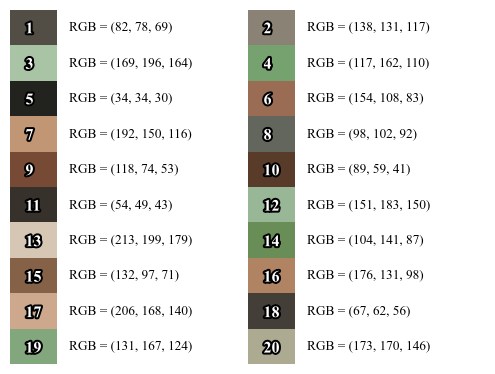 1 RGB = (82, 78, 69) 2 RGB = (138, 131, 117)
3 RGB = (169, 196, 164) 4 RGB = (117, 162, 110)
5 RGB = (34, 34, 30) 6 RGB = (154, 108, 83)
7 RGB = (192, 150, 116) 8 RGB = (98, 102, 92)
9 RGB = (118, 74, 53) 10 RGB = (89, 59, 41)
11 RGB = (54, 49, 43) 12 RGB = (151, 183, 150)
13 RGB = (213, 199, 179) 14 RGB = (104, 141, 87)
15 RGB = (132, 97, 71) 16 RGB = (176, 131, 98)
17 RGB = (206, 168, 140) 18 RGB = (67, 62, 56)
19 RGB = (131, 167, 124) 20 RGB = (173, 170, 146)